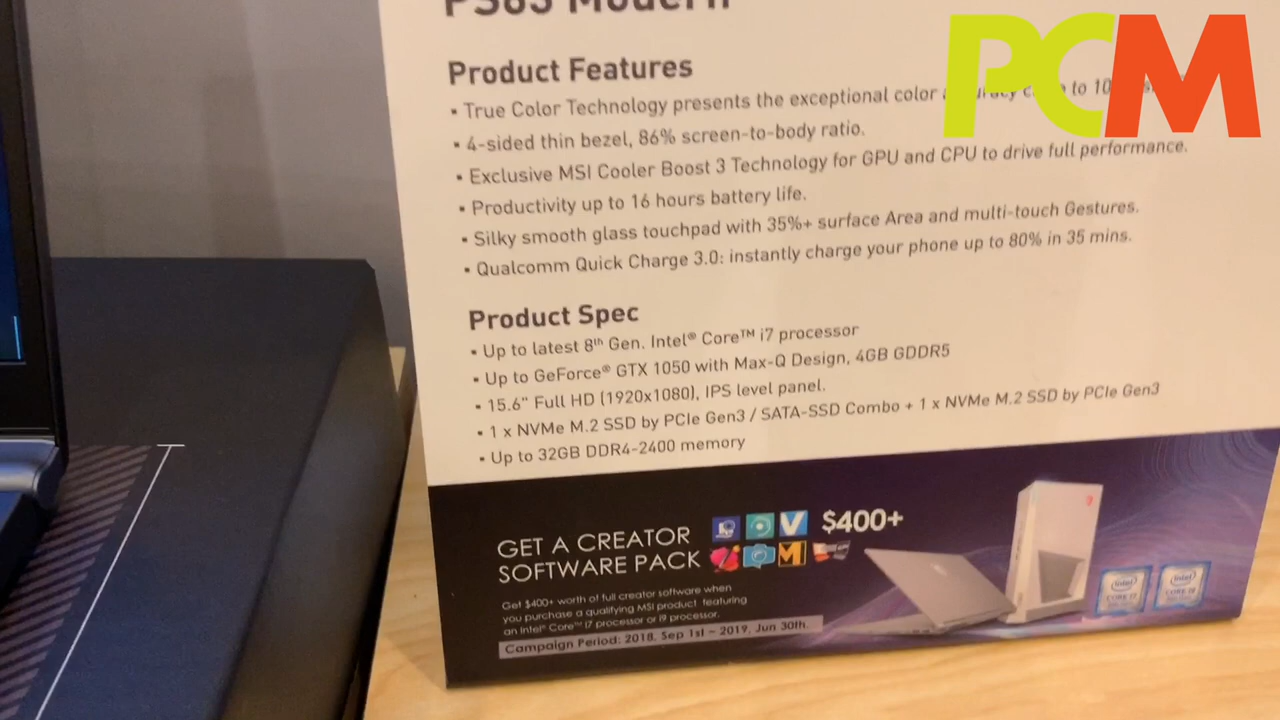 PS63 Modern
PCM
Product Features
• True Color Technology presents the exceptional color to
• 4-sided thin bezel, 86% screen-to-body ratio.
• Exclusive MSI Cooler Boost 3 Technology for GPU and CPU to drive full performance.
• Productivity up to 16 hours battery life.
• Silky smooth glass touchpad with 35%+ surface Area and multi-touch Gestures.
• Qualcomm Quick Charge 3.0: instantly charge your phone up to 80% in 35 mins.
Product Spec
• Up to latest 8th Gen. Intel® Core™ i7 processor
• Up to GeForce® GTX 1050 with Max-Q Design, 4GB GDDR5
• 15.6" Full HD (1920x1080), IPS level panel.
• 1 x NVMe M.2 SSD by PCIe Gen3 / SATA-SSD Combo + 1 x NVMe M.2 SSD by PCIe Gen3
• Up to 32GB DDR4-2400 memory
GET A CREATOR
SOFTWARE PACK
$400+
Get $400+ worth of full creator software when
you purchase a qualifying MSI product featuring
an Intel® Core™ i7 processor or i9 processor.
Campaign Period: 2018, Sep 1st ~ 2019, Jun 30th.
intel
CORE i7
intel
CORE i9